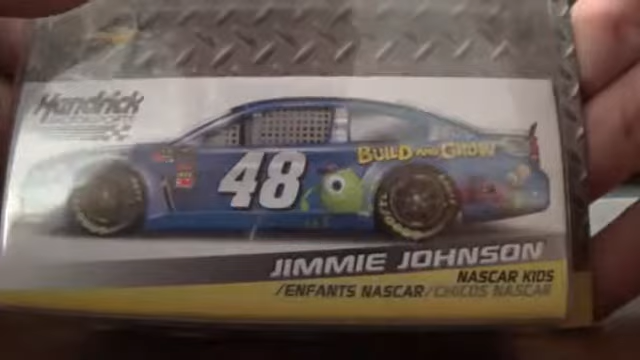 Hendrick
48
BUILD AND GROW
JIMMIE JOHNSON
NASCAR KIDS
/ENFANTS NASCAR/CHICOS NASCAR